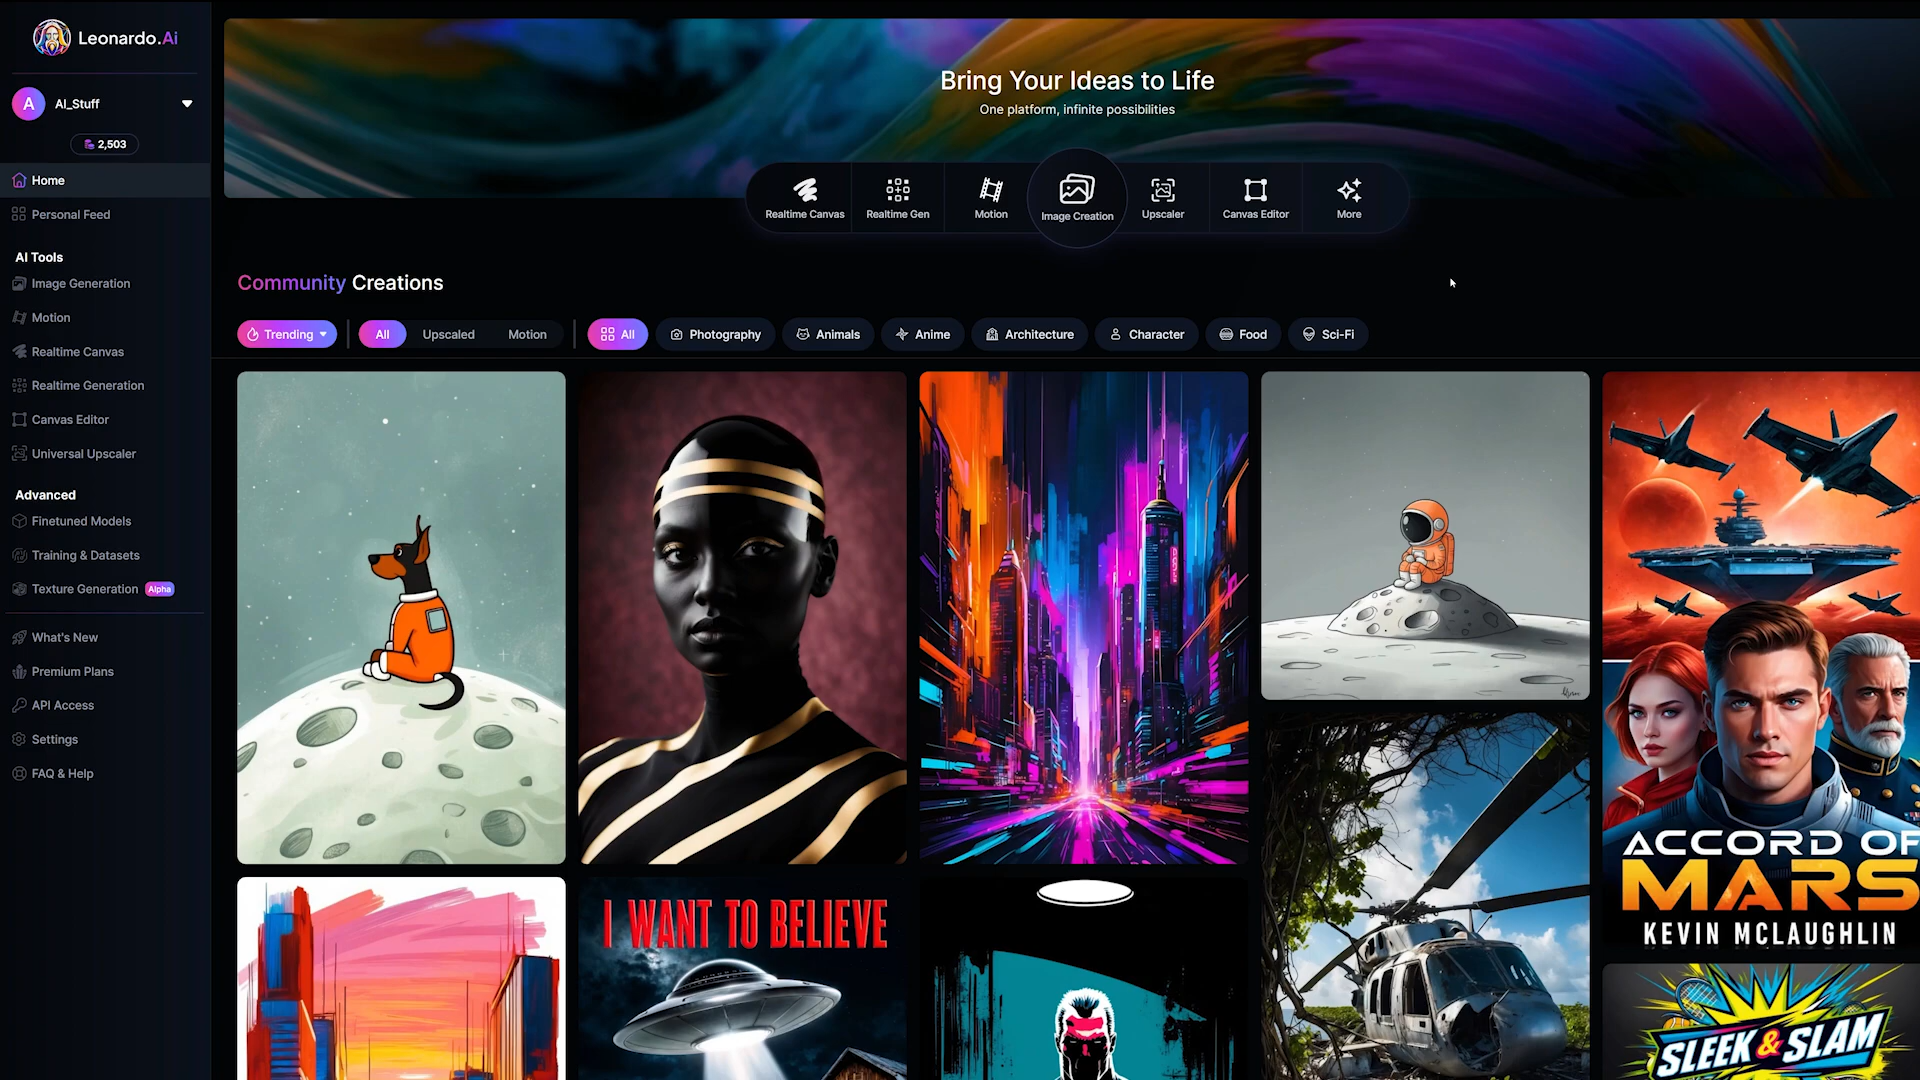 Leonardo.Ai
A
AI_Stuff
2,503
Home
Personal Feed
AI Tools
Image Generation
Motion
Realtime Canvas
Realtime Generation
Canvas Editor
Universal Upscaler
Advanced
Finetuned Models
Training & Datasets
Texture Generation Alpha
What's New
Premium Plans
API Access
Settings
FAQ & Help
Bring Your Ideas to Life
One platform, infinite possibilities
Realtime Canvas
Realtime Gen
Motion
Image Creation
Upscaler
Canvas Editor
More
Community Creations
Trending
All
Upscaled
Motion
All
Photography
Animals
Anime
Architecture
Character
Food
Sci-Fi
ACCORD OF
MARS
KEVIN MCLAUGHLIN
I WANT TO BELIEVE
SLEEK & SLAM